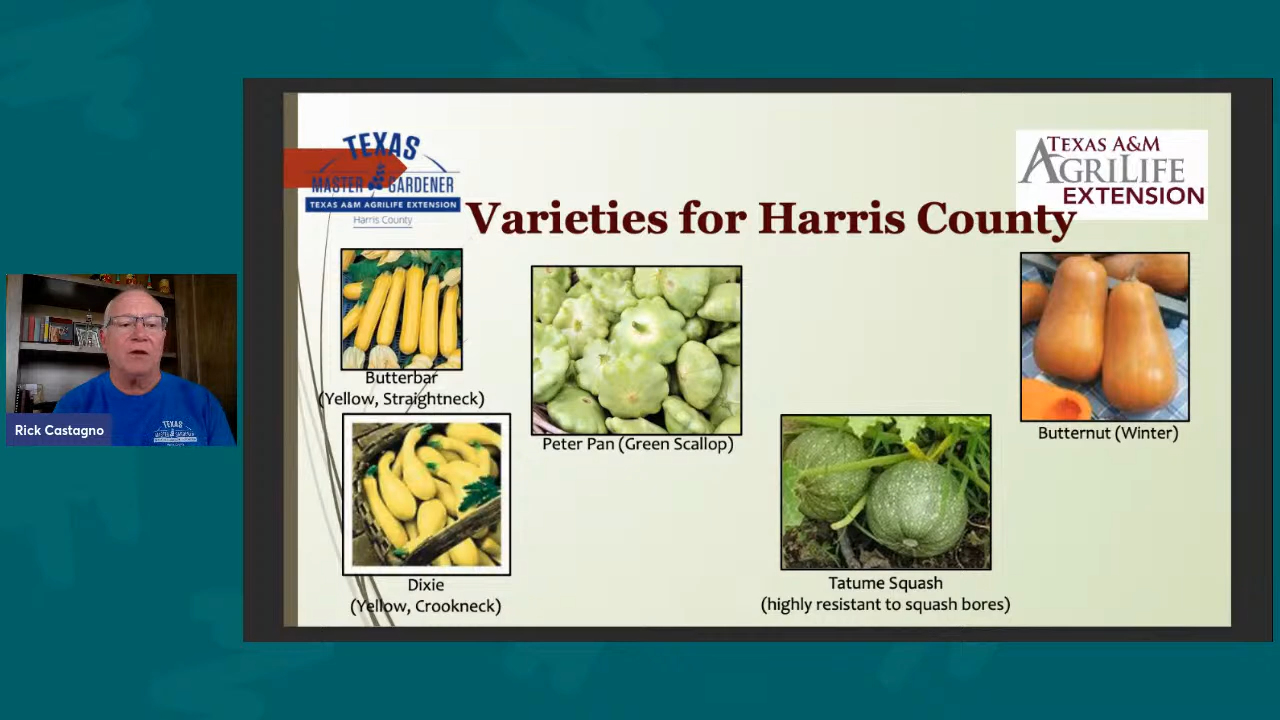 TEXAS
MASTER GARDENER
TEXAS A&M AGRILIFE EXTENSION
Harris County
TEXAS A&M
AGRILIFE
EXTENSION
Varieties for Harris County
Butterbar
(Yellow, Straightneck)
Peter Pan (Green Scallop)
Butternut (Winter)
Dixie
(Yellow, Crookneck)
Tatume Squash
(highly resistant to squash bores)
Rick Castagno
TEXAS